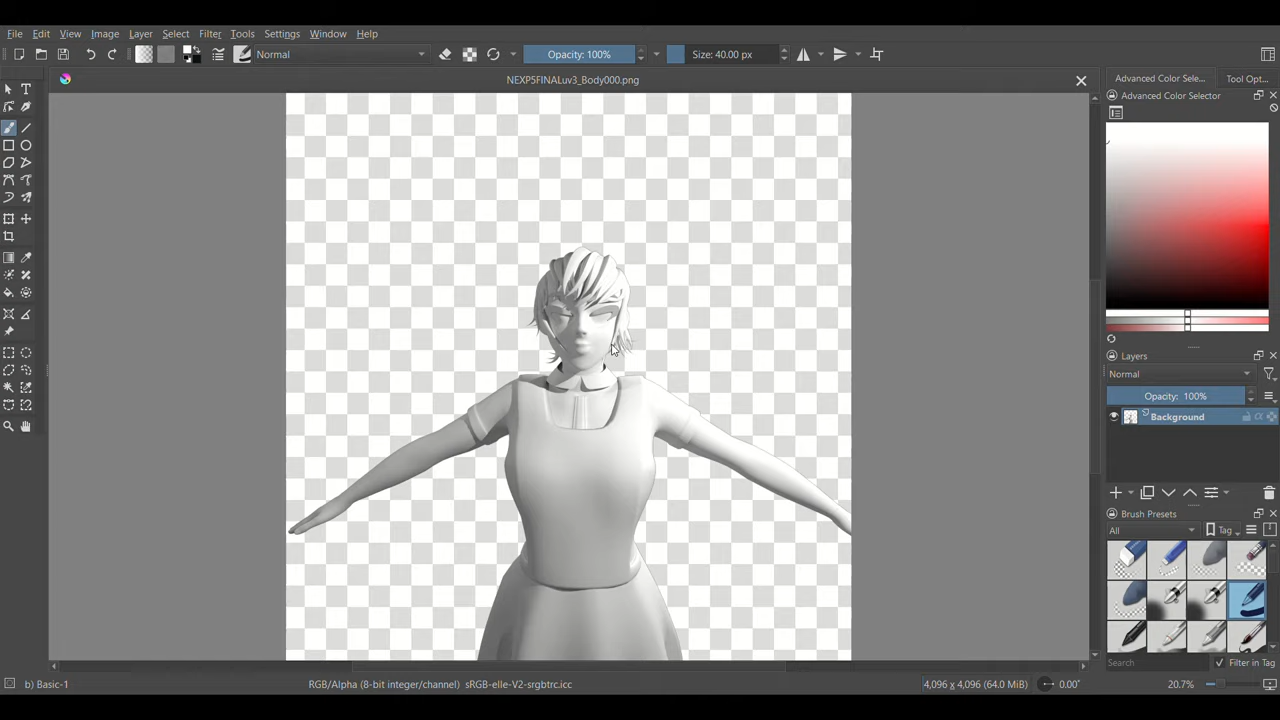 File Edit View Image Layer Select Filter Tools Settings Window Help
Normal Opacity: 100% Size: 40.00 px
NEXP5FINALuv3_Body000.png
Advanced Color Sele... Tool Opt...
Advanced Color Selector
Layers
Normal
Opacity: 100%
Background
Brush Presets
All Tag
Search Filter in Tag
b) Basic-1 RGB/Alpha (8-bit integer/channel) sRGB-elle-V2-srgbtrc.icc 4,096 x 4,096 (64.0 MiB) 0.00° 20.7%